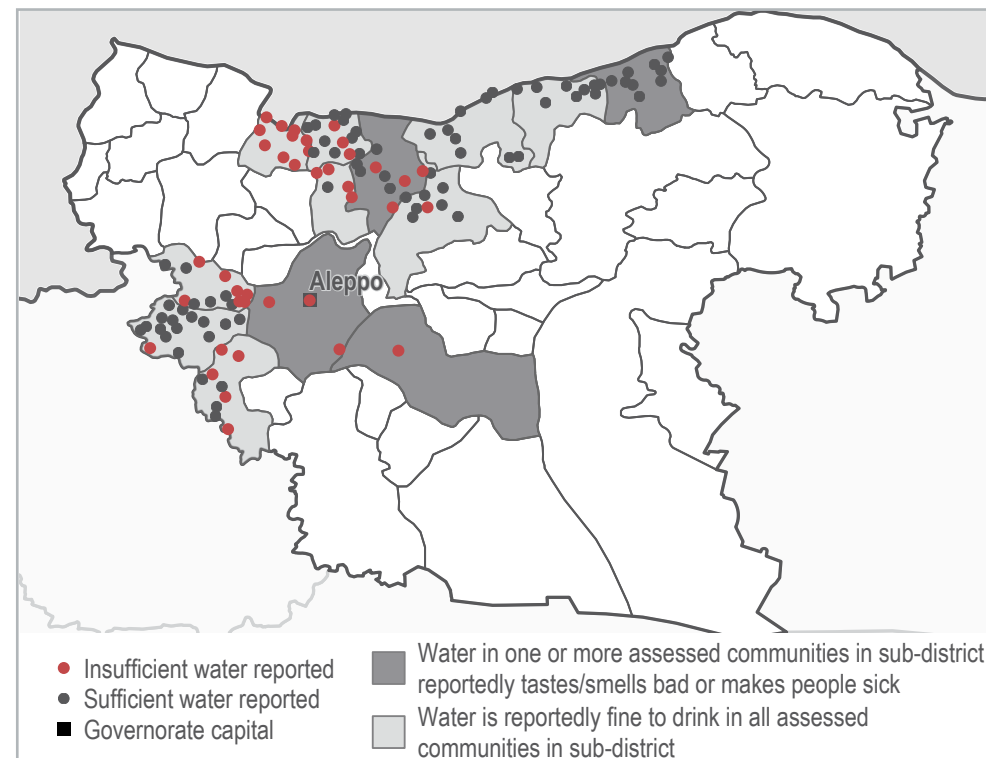 Aleppo
Insufficient water reported
Sufficient water reported
Governorate capital
Water in one or more assessed communities in sub-district
reportedly tastes/smells bad or makes people sick
Water is reportedly fine to drink in all assessed
communities in sub-district